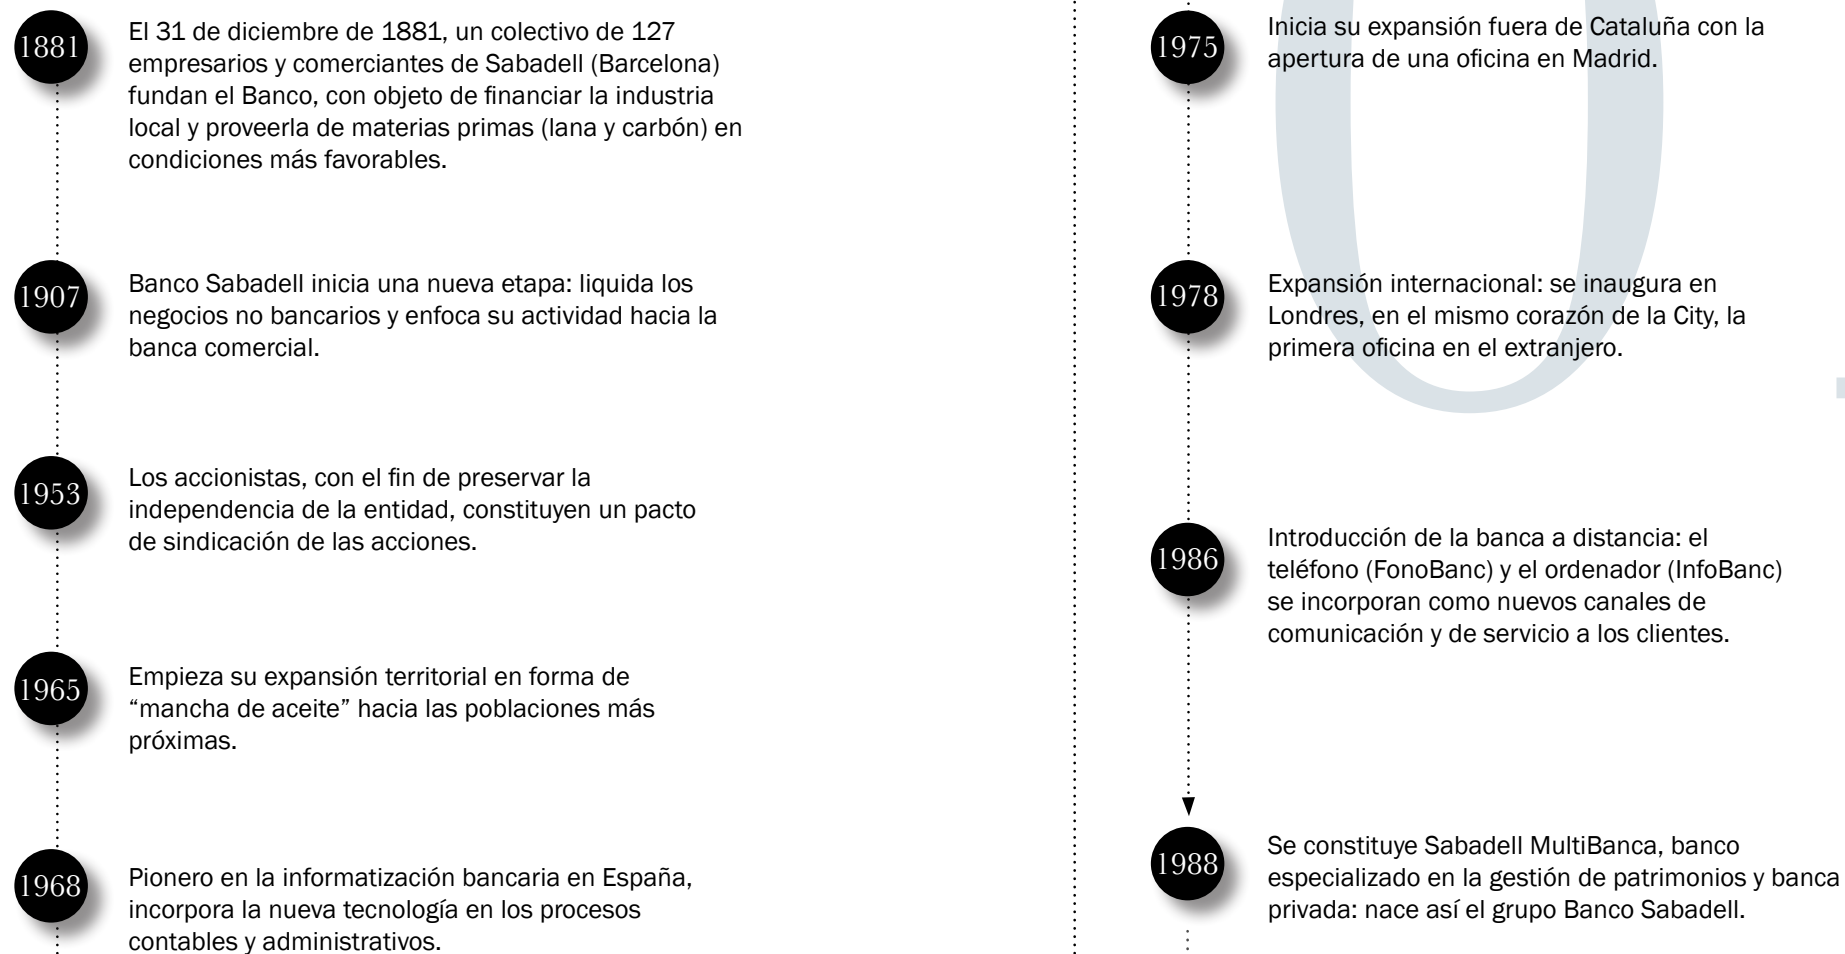 1881
El 31 de diciembre de 1881, un colectivo de 127
empresarios y comerciantes de Sabadell (Barcelona)
fundan el Banco, con objeto de financiar la industria
local y proveerla de materias primas (lana y carbón) en
condiciones más favorables.
1907
Banco Sabadell inicia una nueva etapa: liquida los
negocios no bancarios y enfoca su actividad hacia la
banca comercial.
1953
Los accionistas, con el fin de preservar la
independencia de la entidad, constituyen un pacto
de sindicación de las acciones.
1965
Empieza su expansión territorial en forma de
“mancha de aceite” hacia las poblaciones más
próximas.
1968
Pionero en la informatización bancaria en España,
incorpora la nueva tecnología en los procesos
contables y administrativos.
1975
Inicia su expansión fuera de Cataluña con la
apertura de una oficina en Madrid.
1978
Expansión internacional: se inaugura en
Londres, en el mismo corazón de la City, la
primera oficina en el extranjero.
1986
Introducción de la banca a distancia: el
teléfono (FonoBanc) y el ordenador (InfoBanc)
se incorporan como nuevos canales de
comunicación y de servicio a los clientes.
1988
Se constituye Sabadell MultiBanca, banco
especializado en la gestión de patrimonios y banca
privada: nace así el grupo Banco Sabadell.